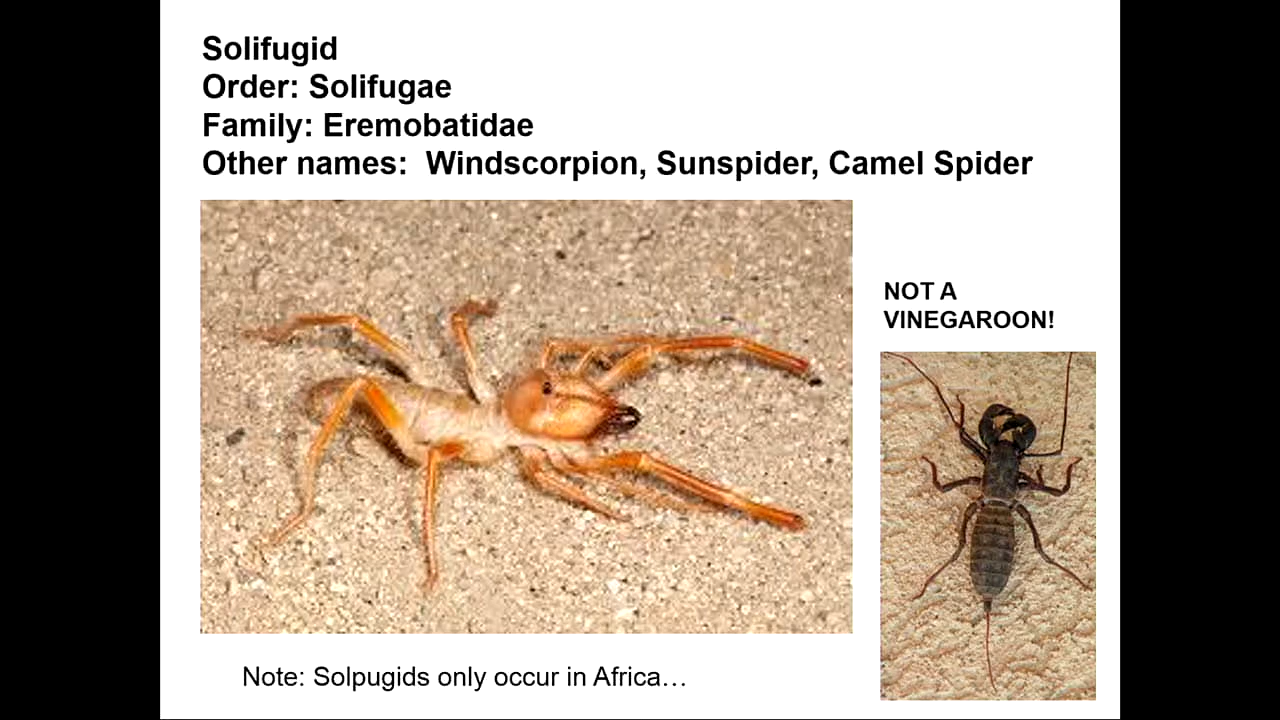 Solifugid
Order: Solifugae
Family: Eremobatidae
Other names:  Windscorpion, Sunspider, Camel Spider
NOT A
VINEGAROON!
Note: Solpugids only occur in Africa…